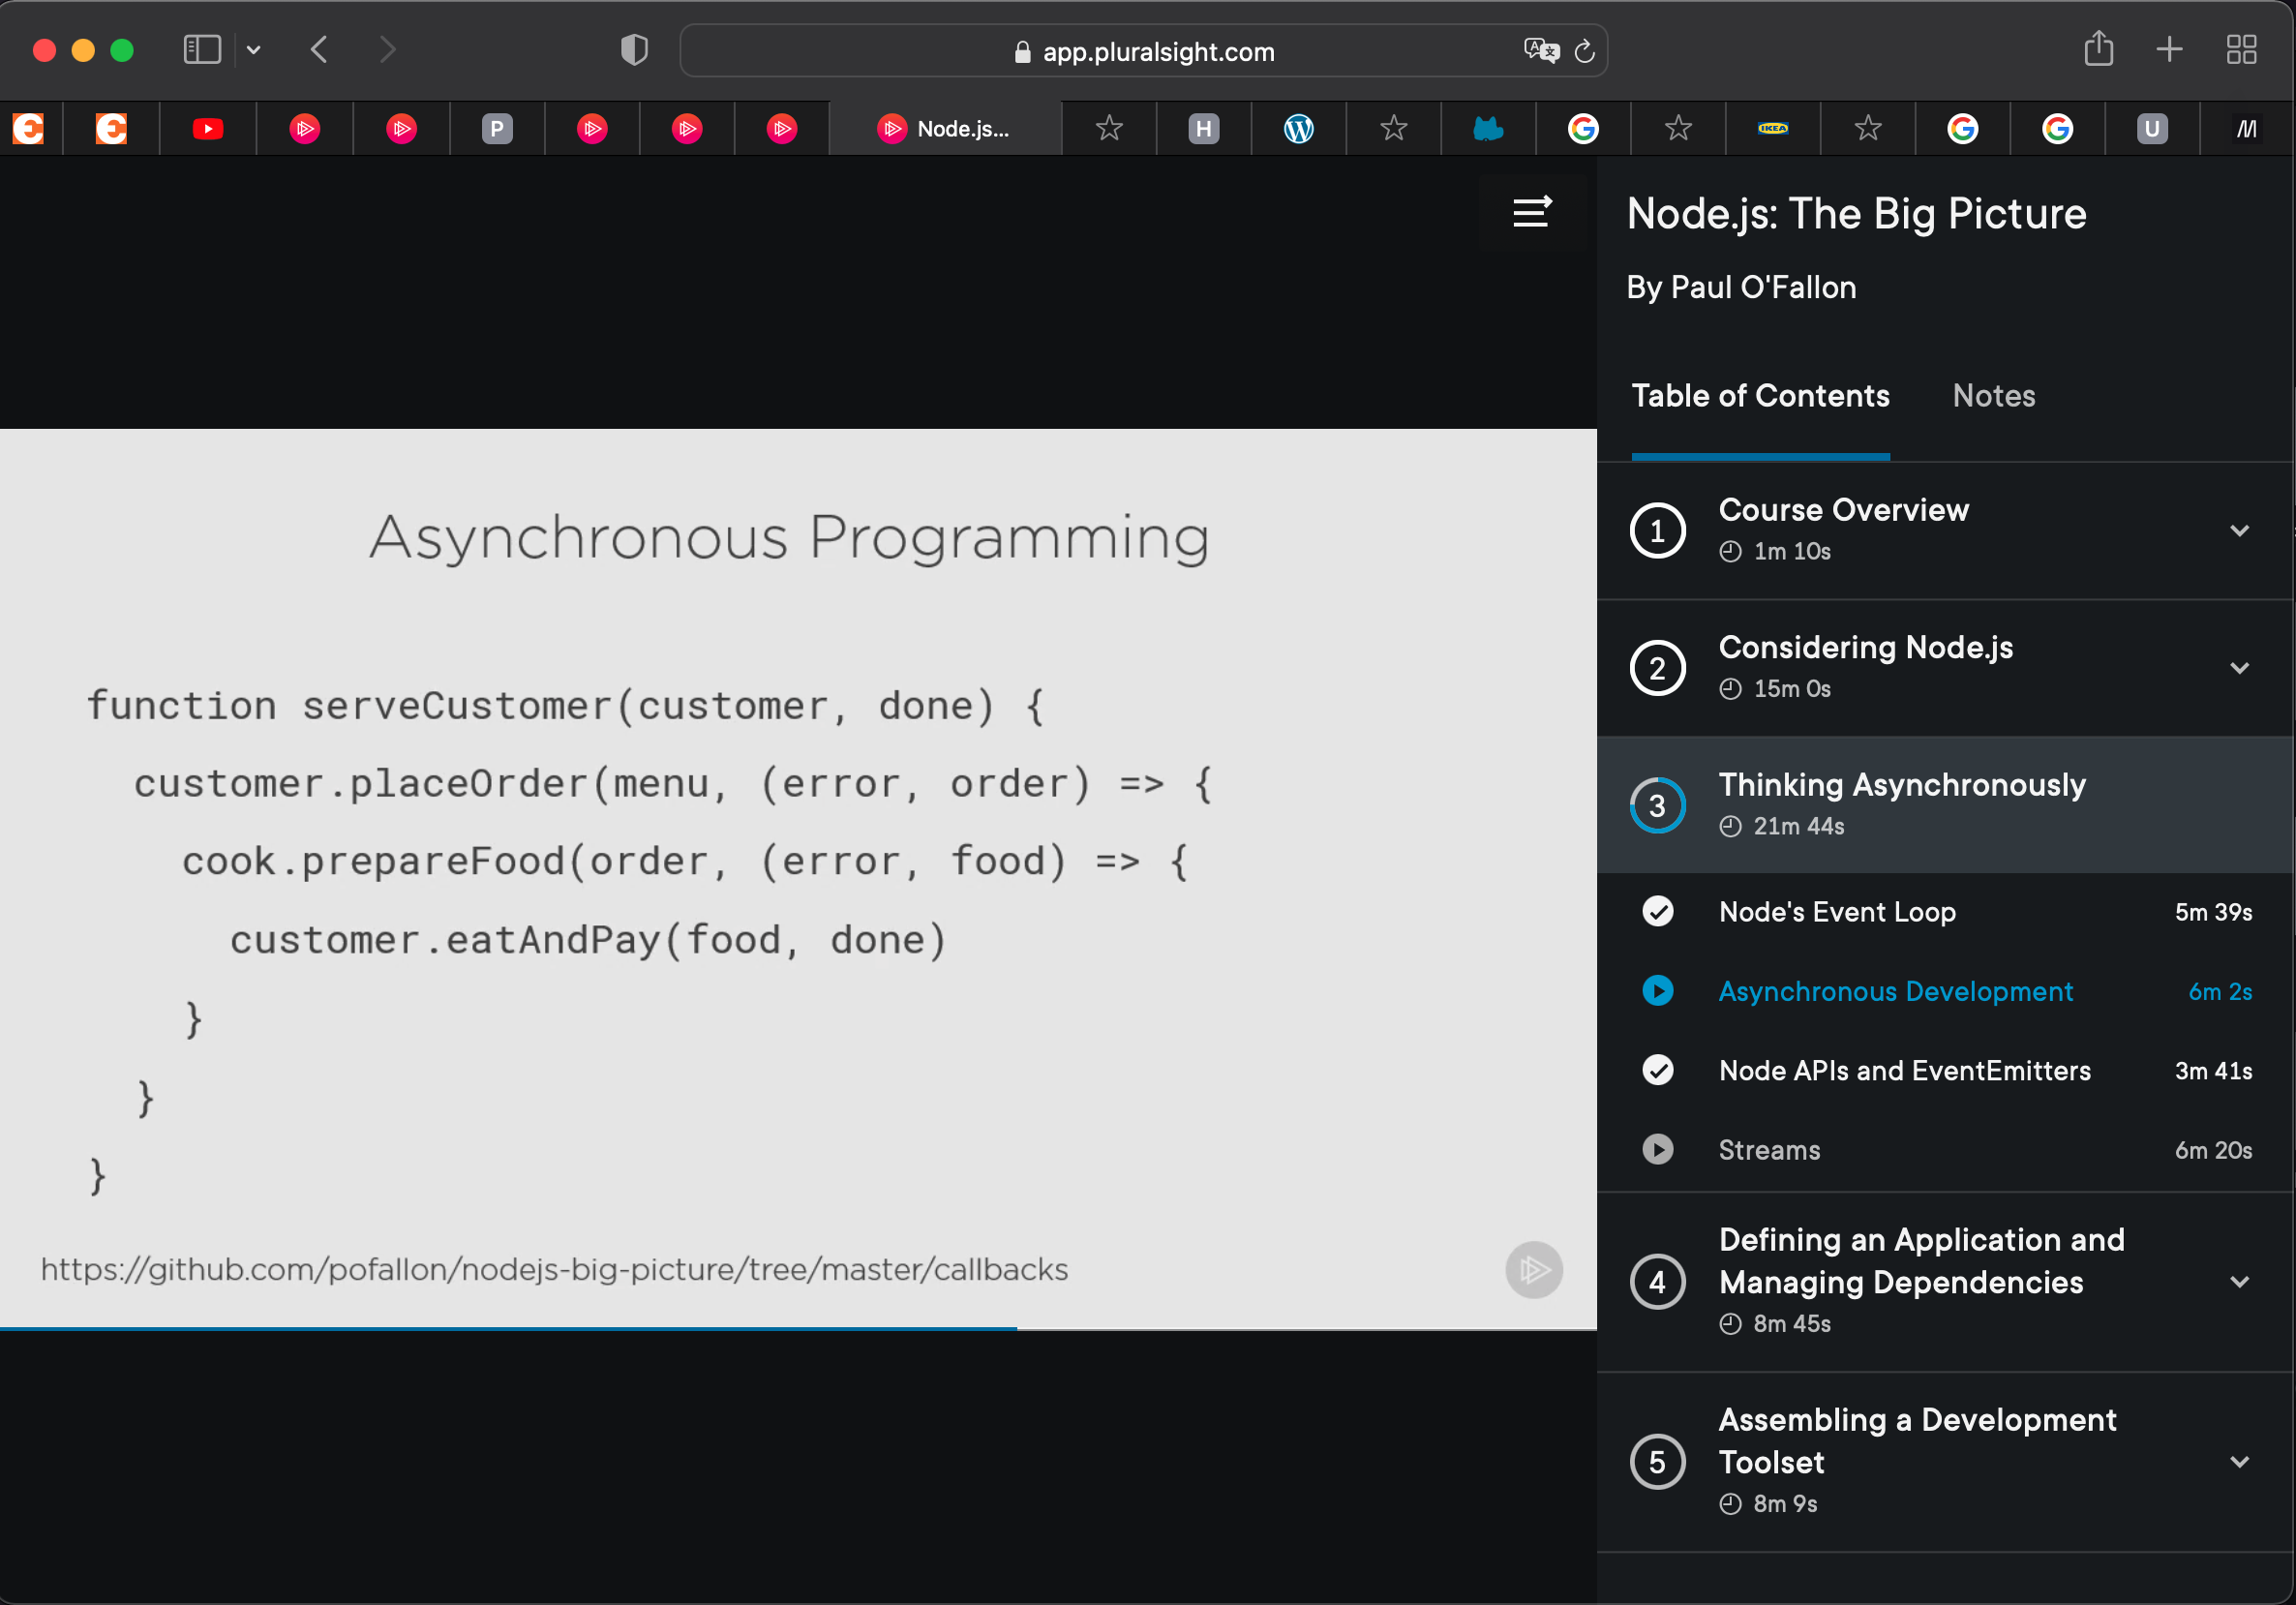 app.pluralsight.com
P
Node.js...
H
IKEA
U
Node.js: The Big Picture
By Paul O'Fallon
Table of Contents
Notes
Asynchronous Programming
function serveCustomer(customer, done) {
customer.placeOrder(menu, (error, order) => {
cook.prepareFood(order, (error, food) => {
customer.eatAndPay(food, done)
}
}
}
https://github.com/pofallon/nodejs-big-picture/tree/master/callbacks
1
Course Overview
1m 10s
2
Considering Node.js
15m 0s
3
Thinking Asynchronously
21m 44s
Node's Event Loop 5m 39s
Asynchronous Development 6m 2s
Node APIs and EventEmitters 3m 41s
Streams 6m 20s
4
Defining an Application and
Managing Dependencies
8m 45s
5
Assembling a Development
Toolset
8m 9s